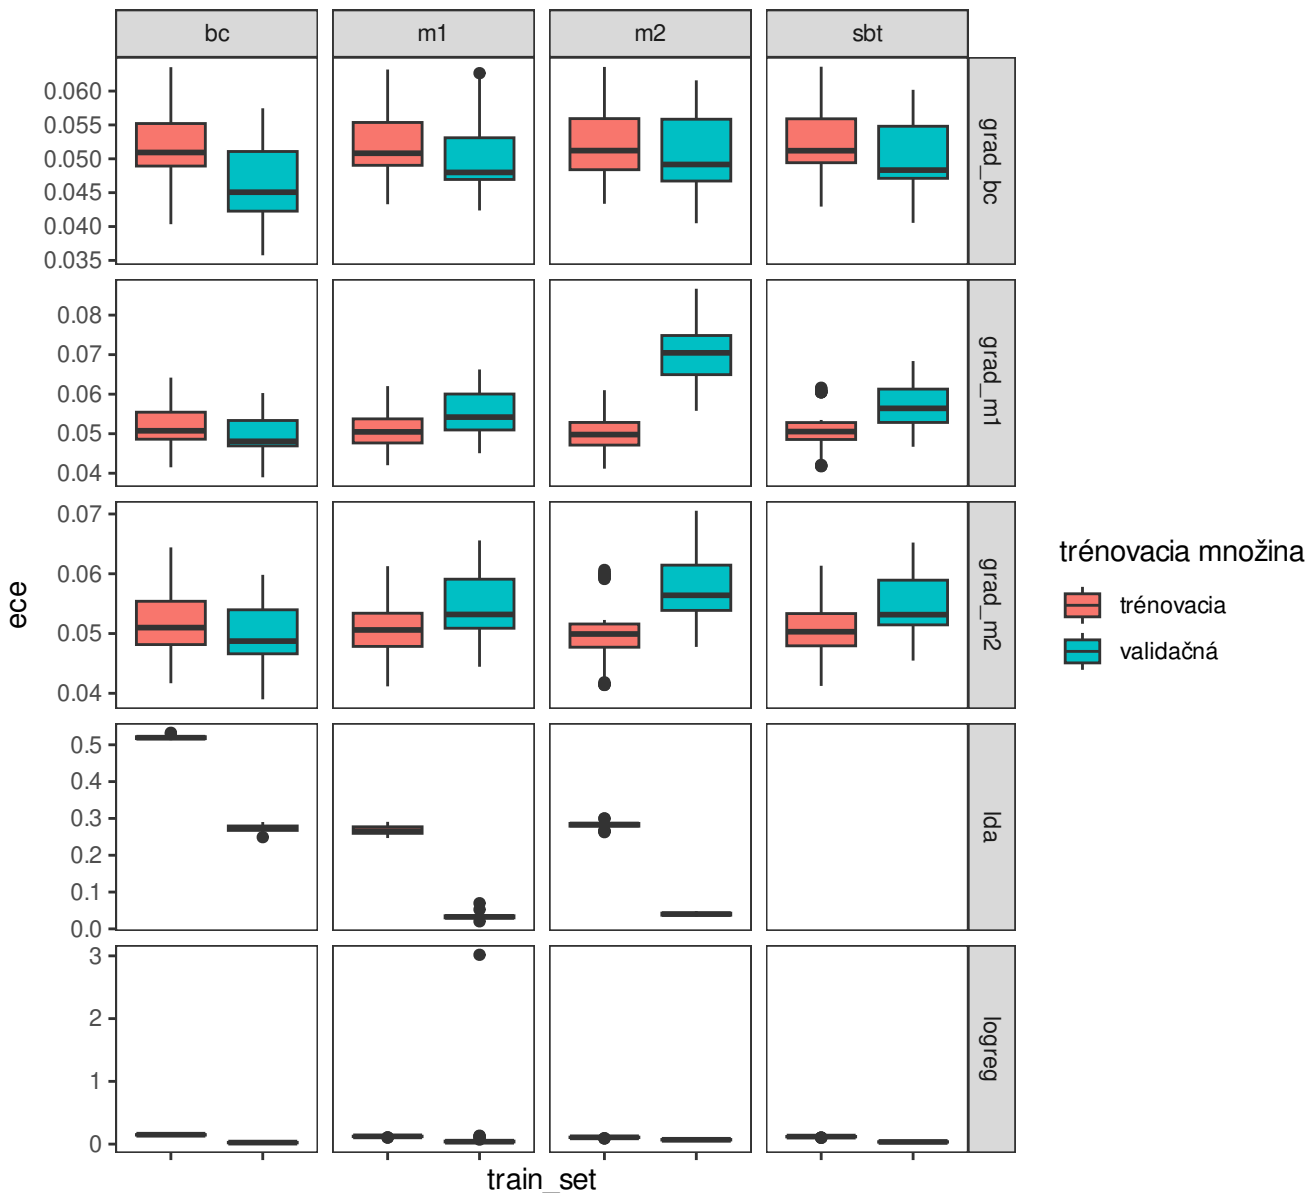 bc m1 m2 sbt
0.060
0.055
0.050
0.045
0.040
0.035
grad_bc
0.08
0.07
0.06
0.05
0.04
grad_m1
0.07
0.06
0.05
0.04
grad_m2
0.5
0.4
0.3
0.2
0.1
0.0
lda
3
2
1
0
logreg
ece
train_set
trénovacia množina
trénovacia
validačná